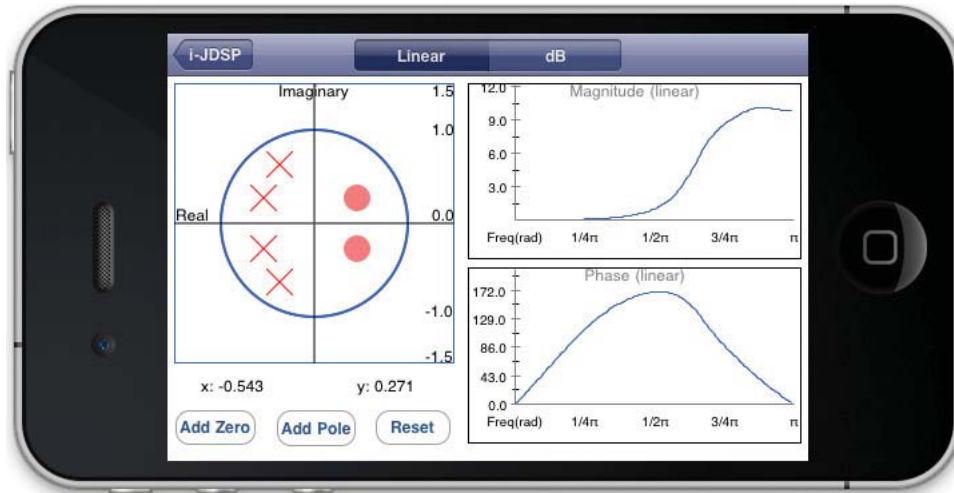 i-JDSP
Linear
dB
Imaginary
1.5
1.0
Real
0.0
-1.0
-1.5
x: -0.543
y: 0.271
Add Zero
Add Pole
Reset
Magnitude (linear)
12.0
9.0
6.0
3.0
Freq(rad) 1/4π 1/2π 3/4π π
Phase (linear)
172.0
129.0
86.0
43.0
0.0
Freq(rad) 1/4π 1/2π 3/4π π